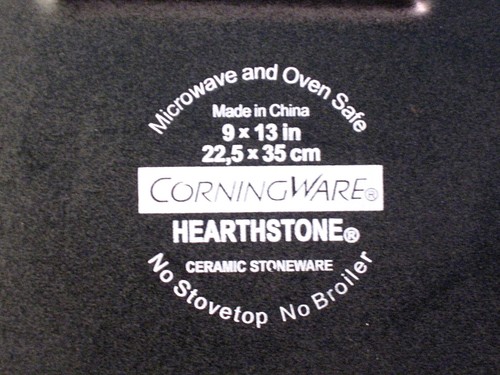 Microwave and Oven Safe
Made in China
9 x 13 in
22,5 x 35 cm
CORNINGWARE®
HEARTHSTONE®
CERAMIC STONEWARE
No Stovetop No Broiler